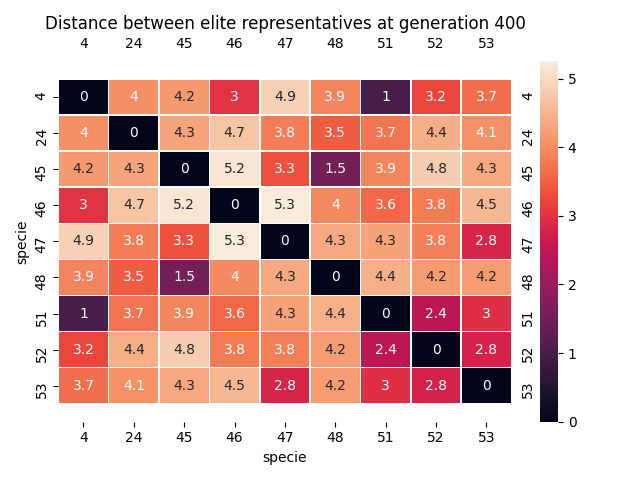 Distance between elite representatives at generation 400
4 24 45 46 47 48 51 52 53
4 0 4 4.2 3 4.9 3.9 1 3.2 3.7 4
24 4 0 4.3 4.7 3.8 3.5 3.7 4.4 4.1 24
45 4.2 4.3 0 5.2 3.3 1.5 3.9 4.8 4.3 45
46 3 4.7 5.2 0 5.3 4 3.6 3.8 4.5 46
47 4.9 3.8 3.3 5.3 0 4.3 4.3 3.8 2.8 47
48 3.9 3.5 1.5 4 4.3 0 4.4 4.2 4.2 48
51 1 3.7 3.9 3.6 4.3 4.4 0 2.4 3 51
52 3.2 4.4 4.8 3.8 3.8 4.2 2.4 0 2.8 52
53 3.7 4.1 4.3 4.5 2.8 4.2 3 2.8 0 53
4 24 45 46 47 48 51 52 53
specie
specie
5
4
3
2
1
0